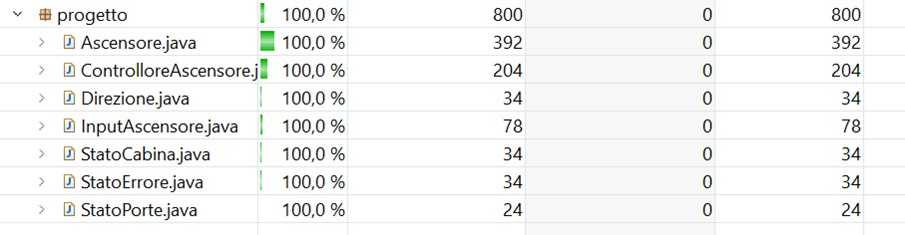 progetto 100,0 % 800 0 800
Ascensore.java 100,0 % 392 0 392
ControlloreAscensore.j 100,0 % 204 0 204
Direzione.java 100,0 % 34 0 34
InputAscensore.java 100,0 % 78 0 78
StatoCabina.java 100,0 % 34 0 34
StatoErrore.java 100,0 % 34 0 34
StatoPorte.java 100,0 % 24 0 24